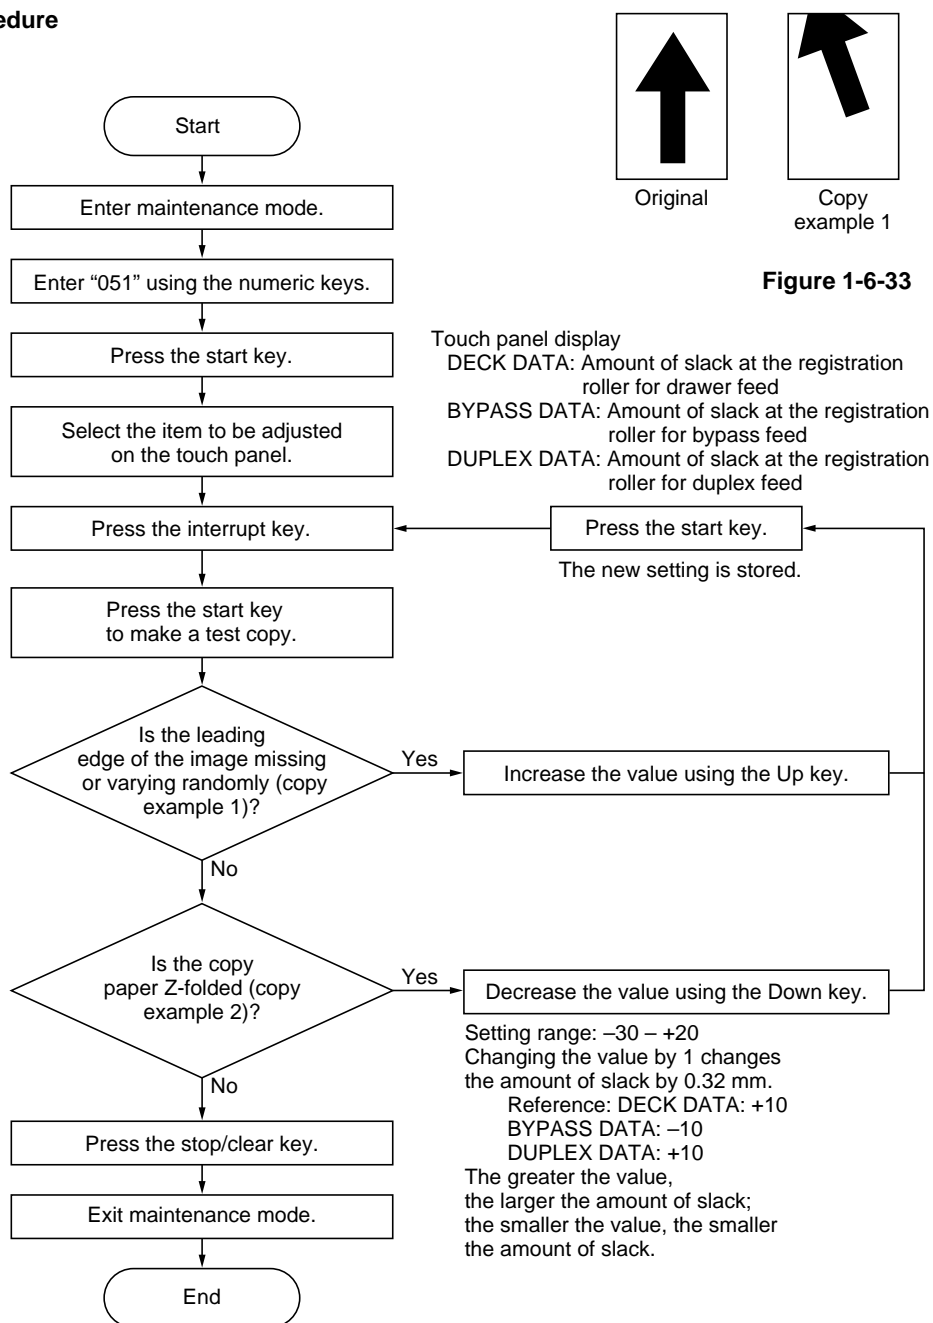 edure
Start
Enter maintenance mode.
Enter “051” using the numeric keys.
Press the start key.
Select the item to be adjusted
on the touch panel.
Press the interrupt key.
Press the start key
to make a test copy.
Is the leading
edge of the image missing
or varying randomly (copy
example 1)?
Yes
Increase the value using the Up key.
No
Is the copy
paper Z-folded (copy
example 2)?
Yes
Decrease the value using the Down key.
No
Press the stop/clear key.
Exit maintenance mode.
End
Original
Copy
example 1
Figure 1-6-33
Touch panel display
DECK DATA: Amount of slack at the registration
roller for drawer feed
BYPASS DATA: Amount of slack at the registration
roller for bypass feed
DUPLEX DATA: Amount of slack at the registration
roller for duplex feed
Press the start key.
The new setting is stored.
Setting range: –30 – +20
Changing the value by 1 changes
the amount of slack by 0.32 mm.
Reference: DECK DATA: +10
BYPASS DATA: –10
DUPLEX DATA: +10
The greater the value,
the larger the amount of slack;
the smaller the value, the smaller
the amount of slack.